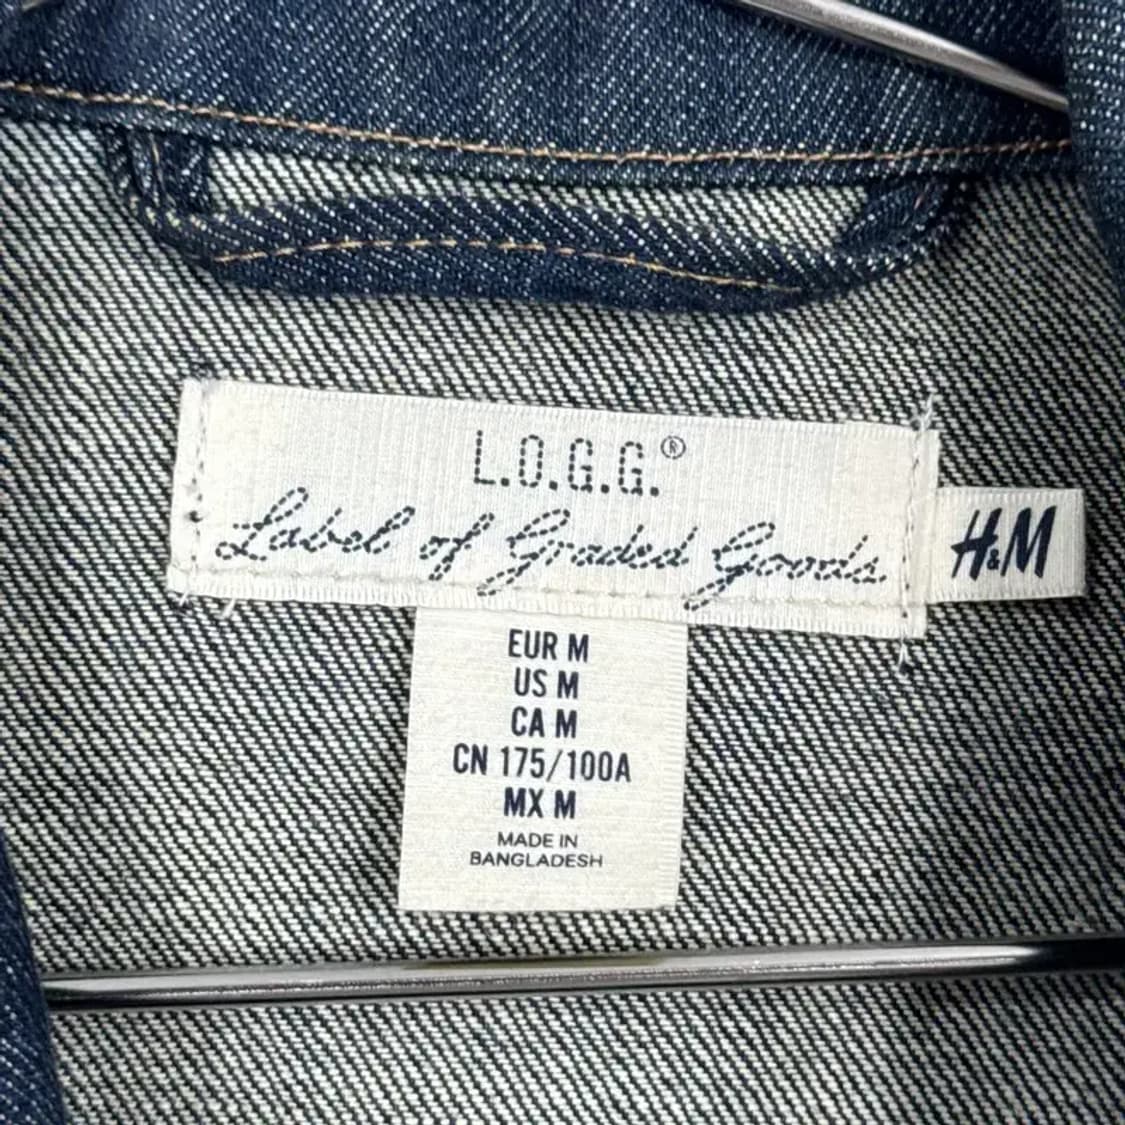 L.O.G.G.®
Label of Graded Goods
H&M
EUR M
US M
CA M
CN 175/100A
MX M
MADE IN
BANGLADESH